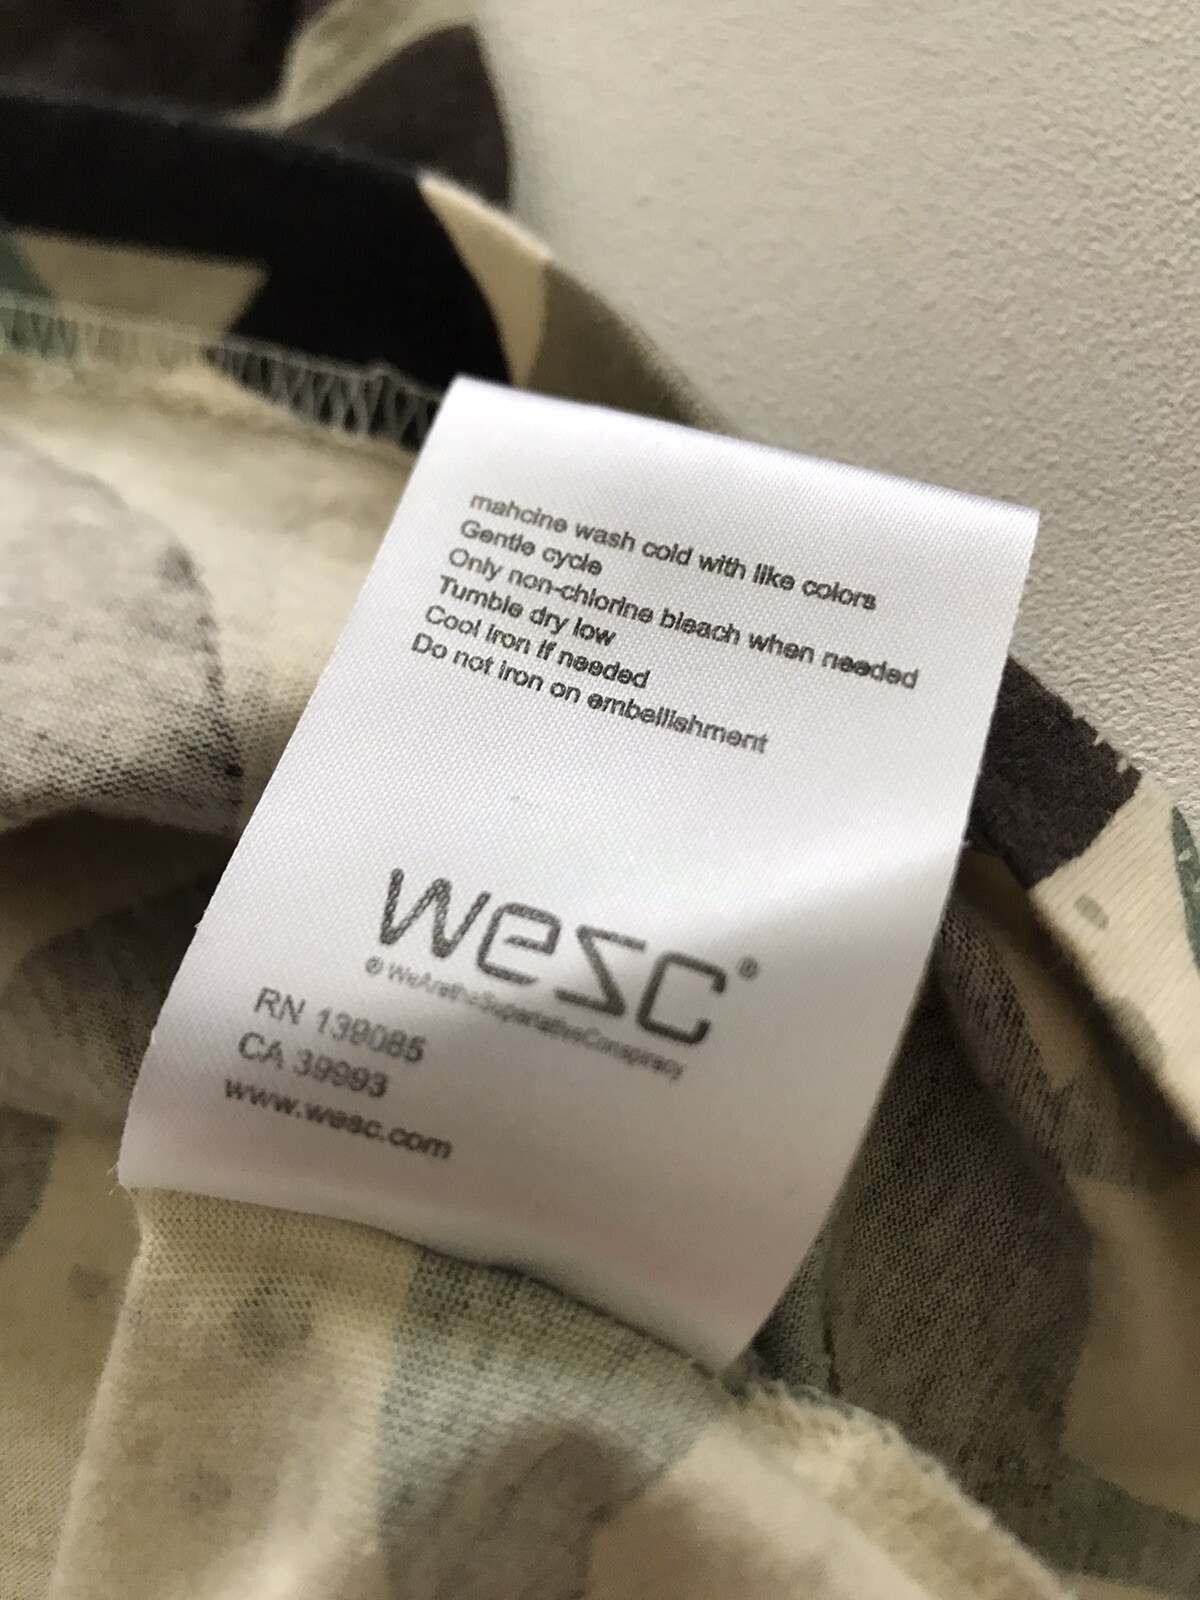 mahcine wash cold with like colors
Gentle cycle
Only non-chlorine bleach when needed
Tumble dry low
Cool iron if needed
Do not iron on embellishment
wesc®
® WeAretheSuperlativeConspiracy
RN 139085
CA 39993
www.wesc.com